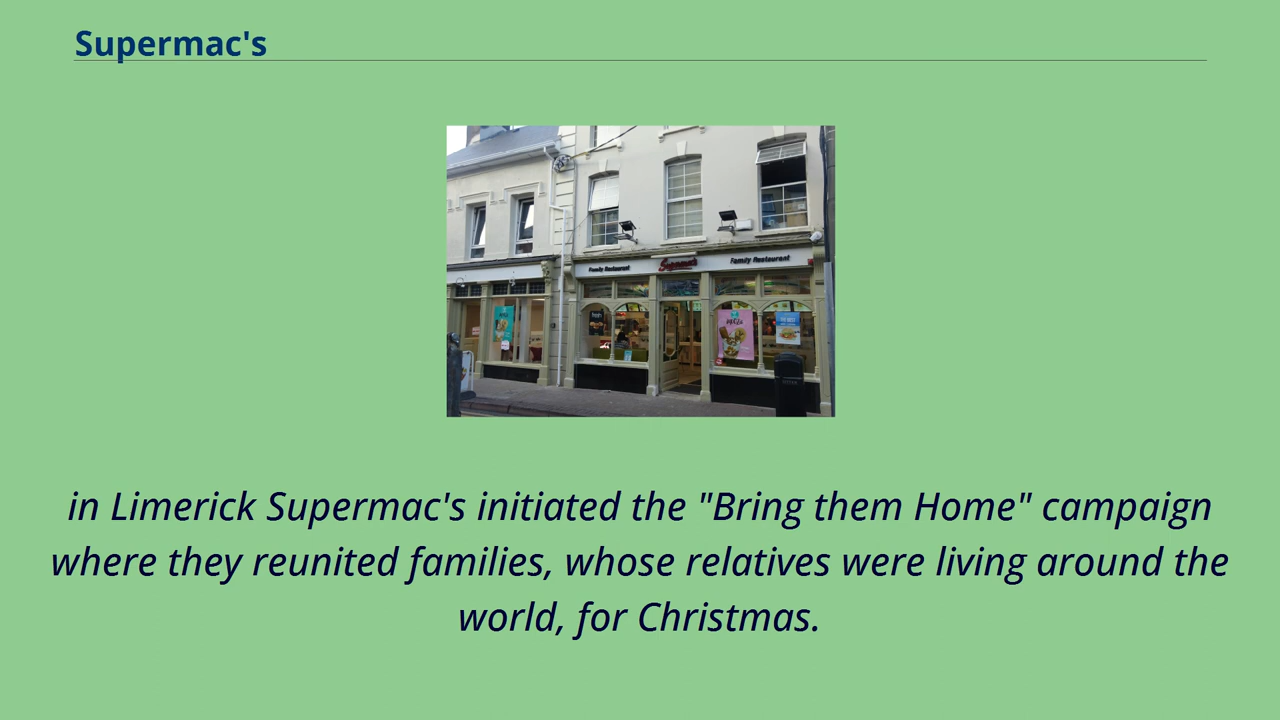 Supermac's
Family Restaurant
Supermac's
Family Restaurant
in Limerick Supermac's initiated the "Bring them Home" campaign
where they reunited families, whose relatives were living around the
world, for Christmas.